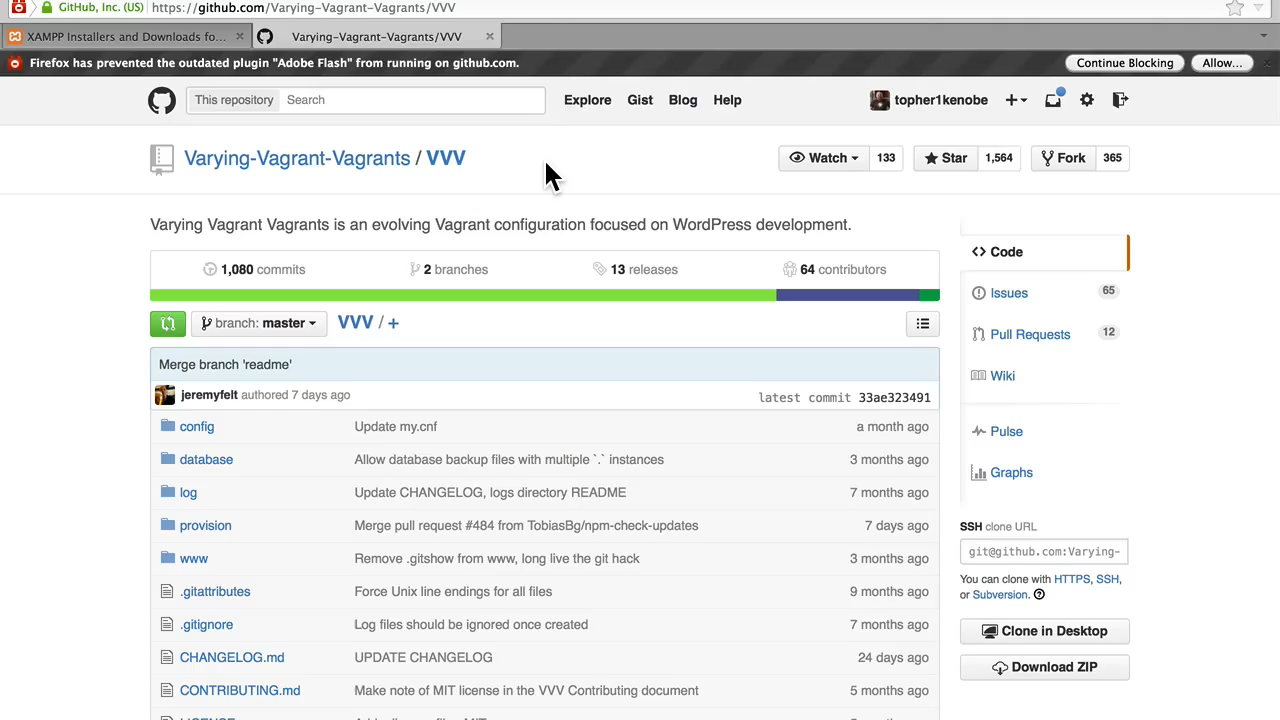 GitHub, Inc. (US) https://github.com/Varying-Vagrant-Vagrants/VVV
XAMPP Installers and Downloads fo... Varying-Vagrant-Vagrants/VVV
Firefox has prevented the outdated plugin "Adobe Flash" from running on github.com. Continue Blocking Allow...
This repository Search Explore Gist Blog Help topher1kenobe
Varying-Vagrant-Vagrants / VVV Watch 133 Star 1,564 Fork 365
Varying Vagrant Vagrants is an evolving Vagrant configuration focused on WordPress development.
1,080 commits 2 branches 13 releases 64 contributors
branch: master VVV / +
Merge branch 'readme'
jeremyfelt authored 7 days ago latest commit 33ae323491
config Update my.cnf a month ago
database Allow database backup files with multiple `.` instances 3 months ago
log Update CHANGELOG, logs directory README 7 months ago
provision Merge pull request #484 from TobiasBg/npm-check-updates 7 days ago
www Remove .gitshow from www, long live the git hack 3 months ago
.gitattributes Force Unix line endings for all files 9 months ago
.gitignore Log files should be ignored once created 7 months ago
CHANGELOG.md UPDATE CHANGELOG 24 days ago
CONTRIBUTING.md Make note of MIT license in the VVV Contributing document 5 months ago
Code
Issues 65
Pull Requests 12
Wiki
Pulse
Graphs
SSH clone URL
git@github.com:Varying-
You can clone with HTTPS, SSH,
or Subversion.
Clone in Desktop
Download ZIP